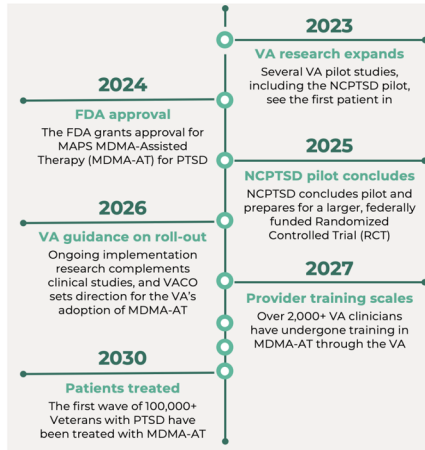 2023
VA research expands
Several VA pilot studies,
including the NCPTSD pilot,
see the first patient in
2024
FDA approval
The FDA grants approval for
MAPS MDMA-Assisted
Therapy (MDMA-AT) for PTSD
2025
NCPTSD pilot concludes
NCPTSD concludes pilot and
prepares for a larger, federally
funded Randomized
Controlled Trial (RCT)
2026
VA guidance on roll-out
Ongoing implementation
research complements
clinical studies, and VACO
sets direction for the VA's
adoption of MDMA-AT
2027
Provider training scales
Over 2,000+ VA clinicians
have undergone training in
MDMA-AT through the VA
2030
Patients treated
The first wave of 100,000+
Veterans with PTSD have
been treated with MDMA-AT